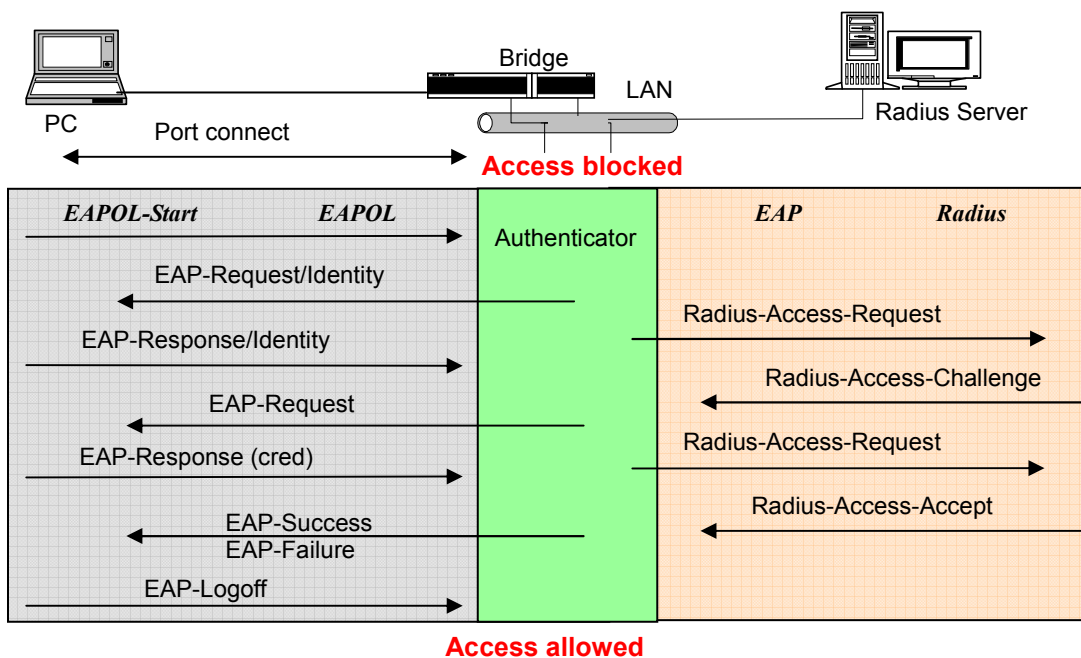 Bridge
LAN
PC
Radius Server
Port connect
Access blocked
EAPOL-Start EAPOL
EAP Radius
Authenticator
EAP-Request/Identity
Radius-Access-Request
EAP-Response/Identity
Radius-Access-Challenge
EAP-Request
Radius-Access-Request
EAP-Response (cred)
Radius-Access-Accept
EAP-Success
EAP-Failure
EAP-Logoff
Access allowed